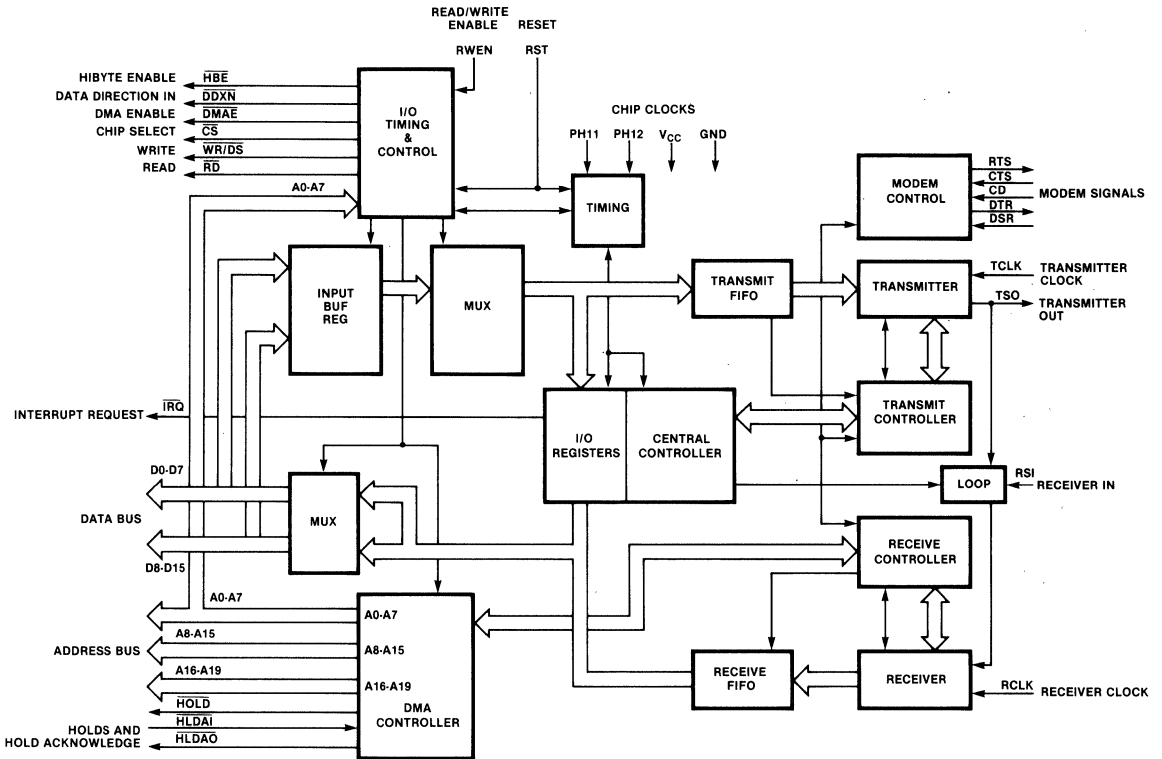 READ/WRITE
ENABLE
RESET
RWEN
RST
HIBYTE ENABLE
HBE
DATA DIRECTION IN
DDXN
DMA ENABLE
DMAE
CHIP SELECT
CS
WRITE
WR/DS
READ
RD
I/O
TIMING
&
CONTROL
A0-A7
CHIP CLOCKS
PH11
PH12
VCC
GND
TIMING
MODEM
CONTROL
RTS
CTS
CD
DTR
DSR
MODEM SIGNALS
INPUT
BUF
REG
MUX
TRANSMIT
FIFO
TRANSMITTER
TCLK
TRANSMITTER
CLOCK
TSO
TRANSMITTER
OUT
INTERRUPT REQUEST
IRQ
I/O
REGISTERS
CENTRAL
CONTROLLER
TRANSMIT
CONTROLLER
D0-D7
DATA BUS
D8-D15
MUX
LOOP
RSI
RECEIVER IN
RECEIVE
CONTROLLER
A0-A7
A0-A7
A8-A15
A8-A15
ADDRESS BUS
A16-A19
A16-A19
DMA
CONTROLLER
HOLD
HLDAI
HOLDS AND
HOLD ACKNOWLEDGE
HLDAO
RECEIVE
FIFO
RECEIVER
RCLK
RECEIVER CLOCK